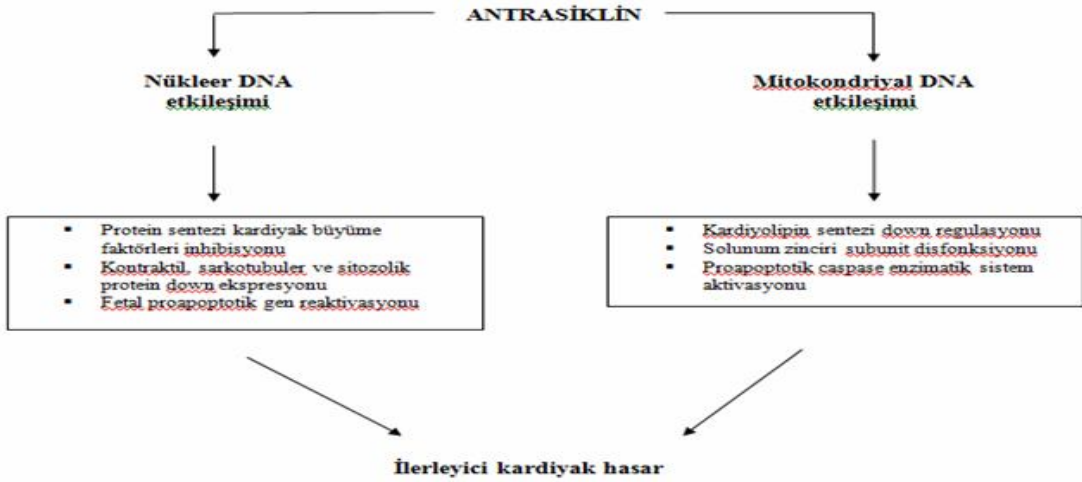 ANTRASİKLİN
Nükleer DNA
etkileşimi
Mitokondriyal DNA
etkileşimi
▪ Protein sentezi kardiyak büyüme
faktörleri inhibisyonu
▪ Kontraktil, sarkotubuler ve sitozolik
protein down ekspresyonu
▪ Fetal proapoptotik gen reaktivasyonu
▪ Kardiyolipin sentezi down regulasyonu
▪ Solunum zinciri subunit disfonksiyonu
▪ Proapoptotik caspase enzimatik sistem
aktivasyonu
İlerleyici kardiyak hasar